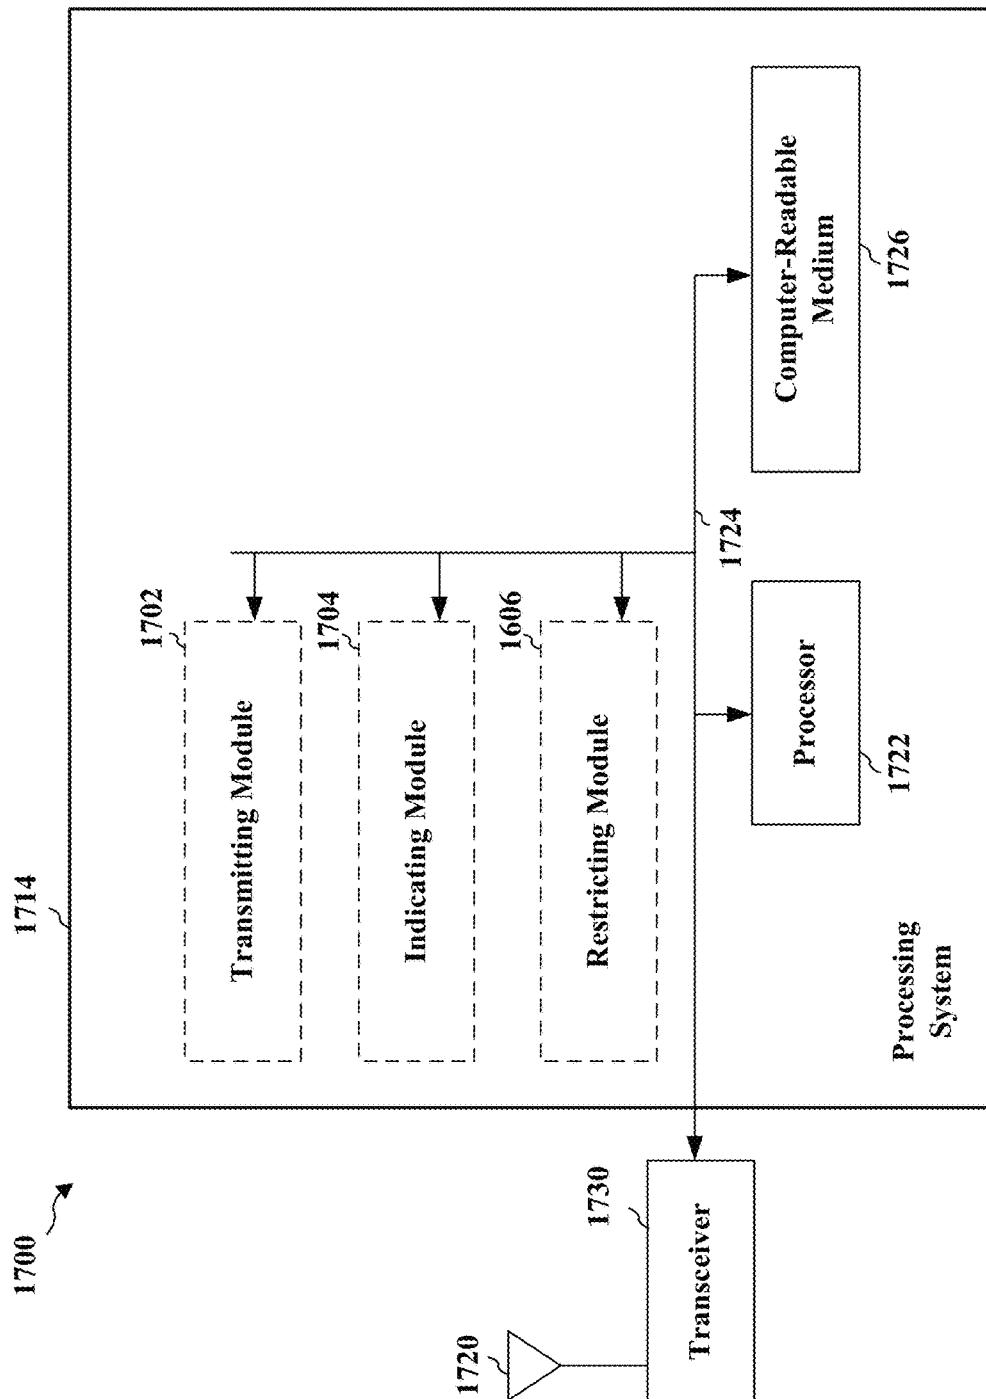 1700
1714
1702
Transmitting Module
1704
Indicating Module
1606
Restricting Module
1720
1730
Transceiver
1724
Processor
1722
Computer-Readable
Medium
1726
Processing
System